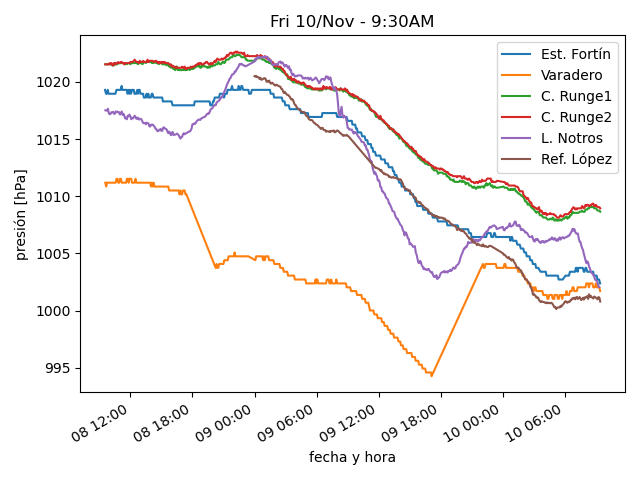 Fri 10/Nov - 9:30AM
Est. Fortín
Varadero
C. Runge1
C. Runge2
L. Notros
Ref. López
presión [hPa]
1020
1015
1010
1005
1000
995
08 12:00
08 18:00
09 00:00
09 06:00
09 12:00
09 18:00
10 00:00
10 06:00
fecha y hora